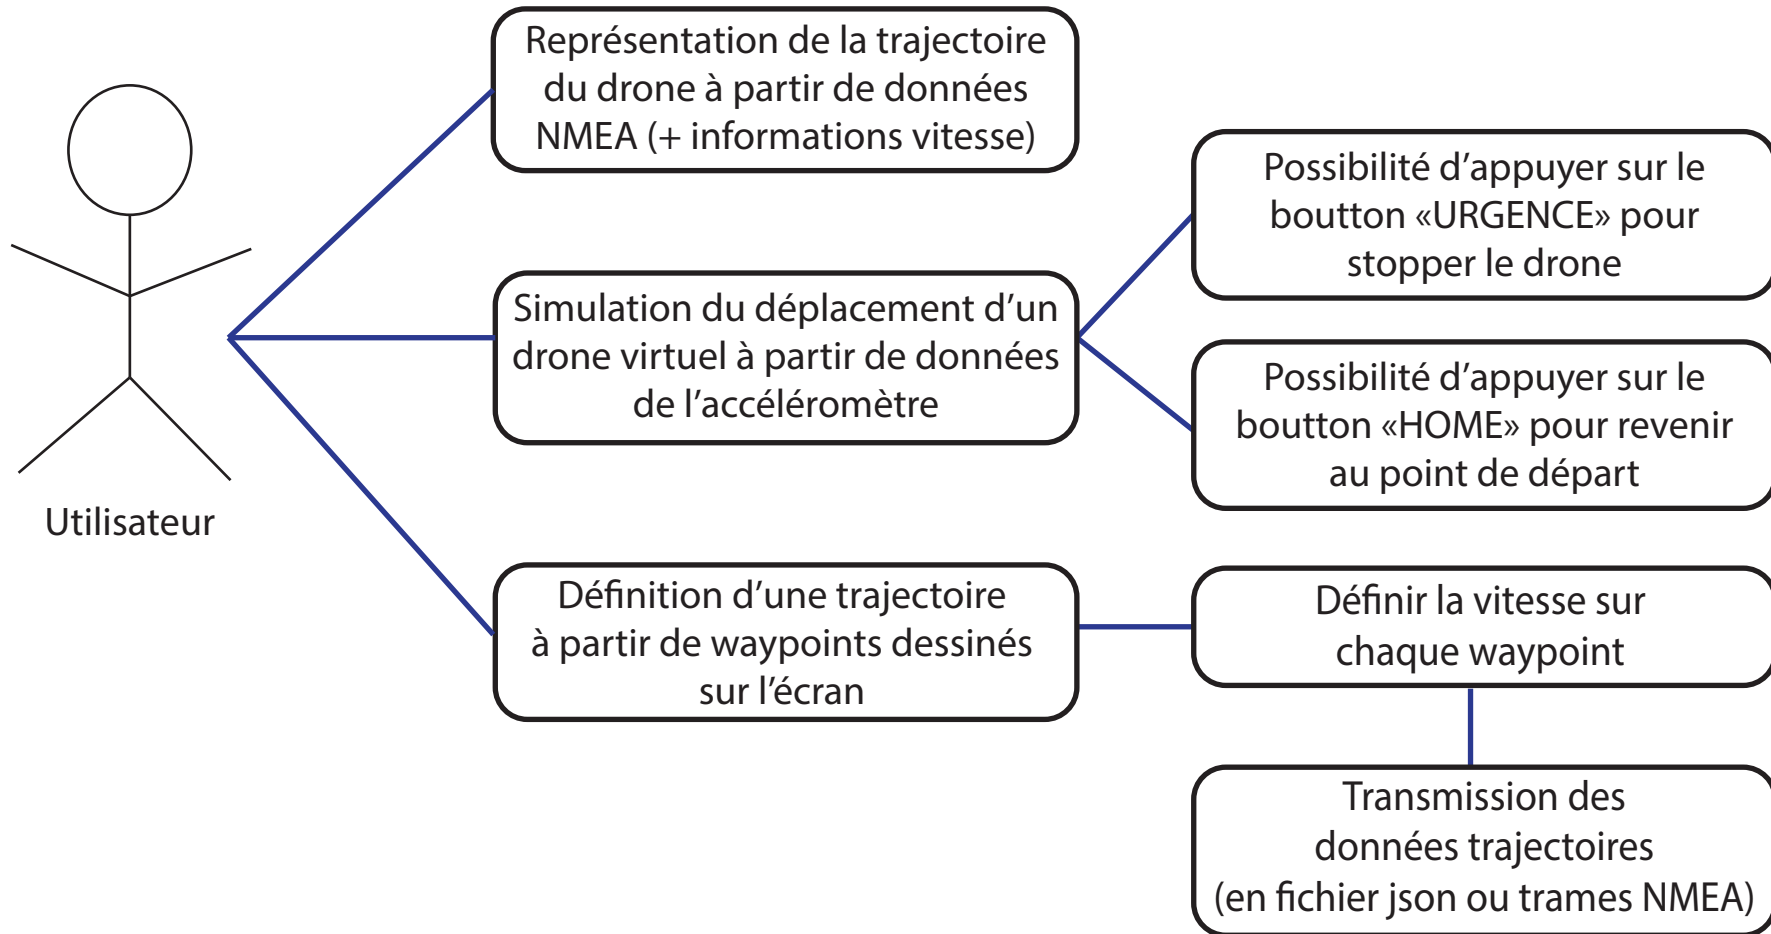 Représentation de la trajectoire
du drone à partir de données
NMEA (+ informations vitesse)
Possibilité d'appuyer sur le
boutton «URGENCE» pour
stopper le drone
Simulation du déplacement d'un
drone virtuel à partir de données
de l'accéléromètre
Possibilité d'appuyer sur le
boutton «HOME» pour revenir
au point de départ
Utilisateur
Définition d'une trajectoire
à partir de waypoints dessinés
sur l'écran
Définir la vitesse sur
chaque waypoint
Transmission des
données trajectoires
(en fichier json ou trames NMEA)